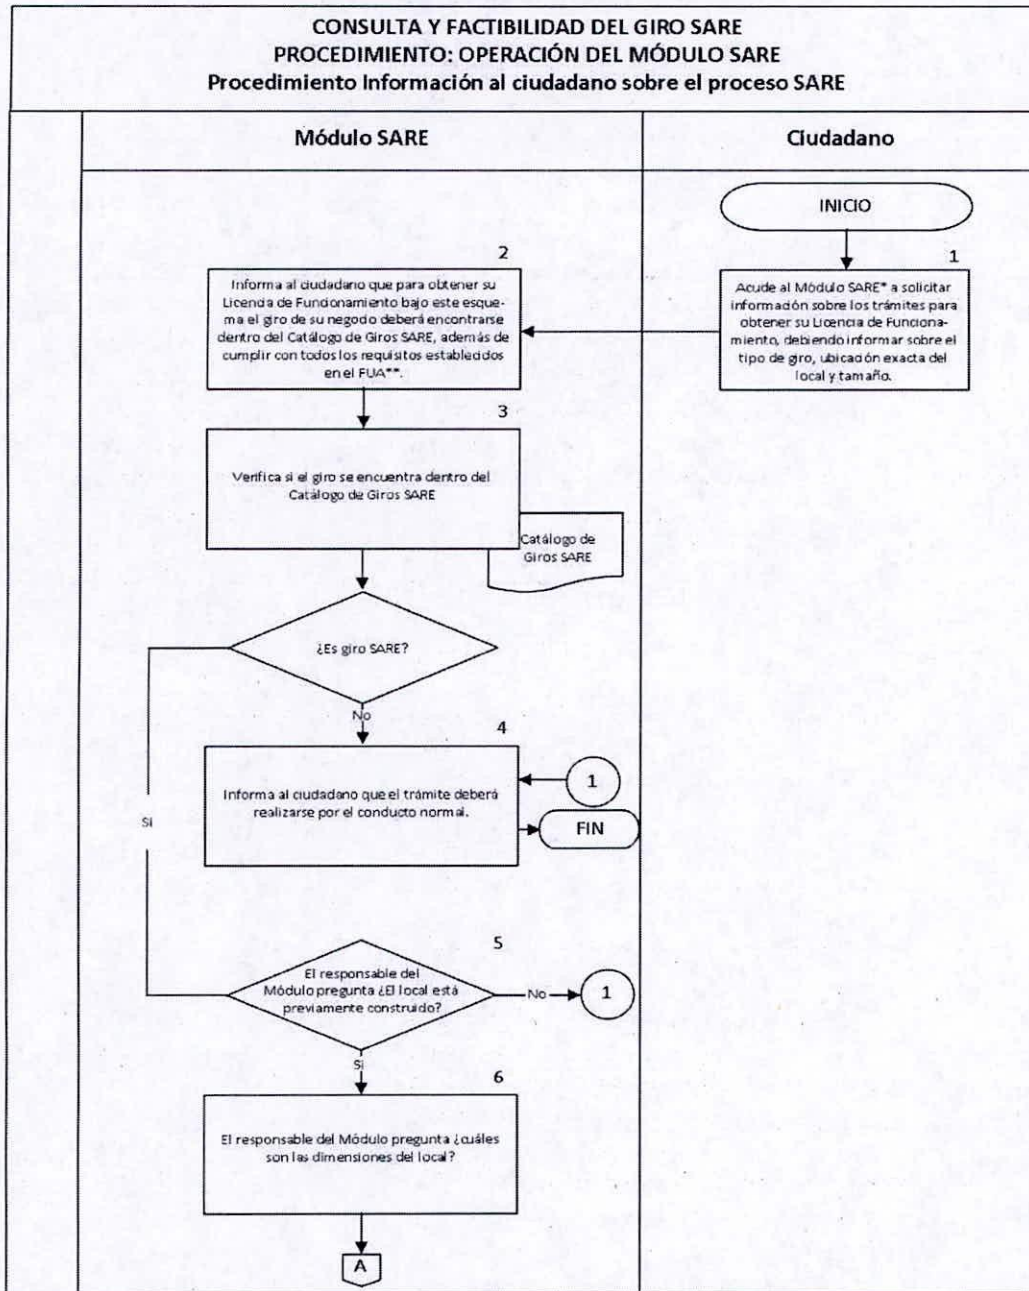 CONSULTA Y FACTIBILIDAD DEL GIRO SARE
PROCEDIMIENTO: OPERACIÓN DEL MÓDULO SARE
Procedimiento Información al ciudadano sobre el proceso SARE
Módulo SARE
Ciudadano
INICIO
1
Acude al Módulo SARE* a solicitar
información sobre los trámites para
obtener su Licencia de Funciona-
miento, debiendo informar sobre el
tipo de giro, ubicación exacta del
local y tamaño.
2
Informa al ciudadano que para obtener su
Licencia de Funcionamiento bajo este esque-
ma el giro de su negocio deberá encontrarse
dentro del Catálogo de Giros SARE, además de
cumplir con todos los requisitos establecidos
en el FUA**.
3
Verifica si el giro se encuentra dentro del
Catálogo de Giros SARE
Catálogo de
Giros SARE
¿Es giro SARE?
No
Si
4
Informa al ciudadano que el trámite deberá
realizarse por el conducto normal.
1
FIN
5
El responsable del
Módulo pregunta ¿El local está
previamente construido?
No
1
Si
6
El responsable del Módulo pregunta ¿cuáles
son las dimensiones del local?
A